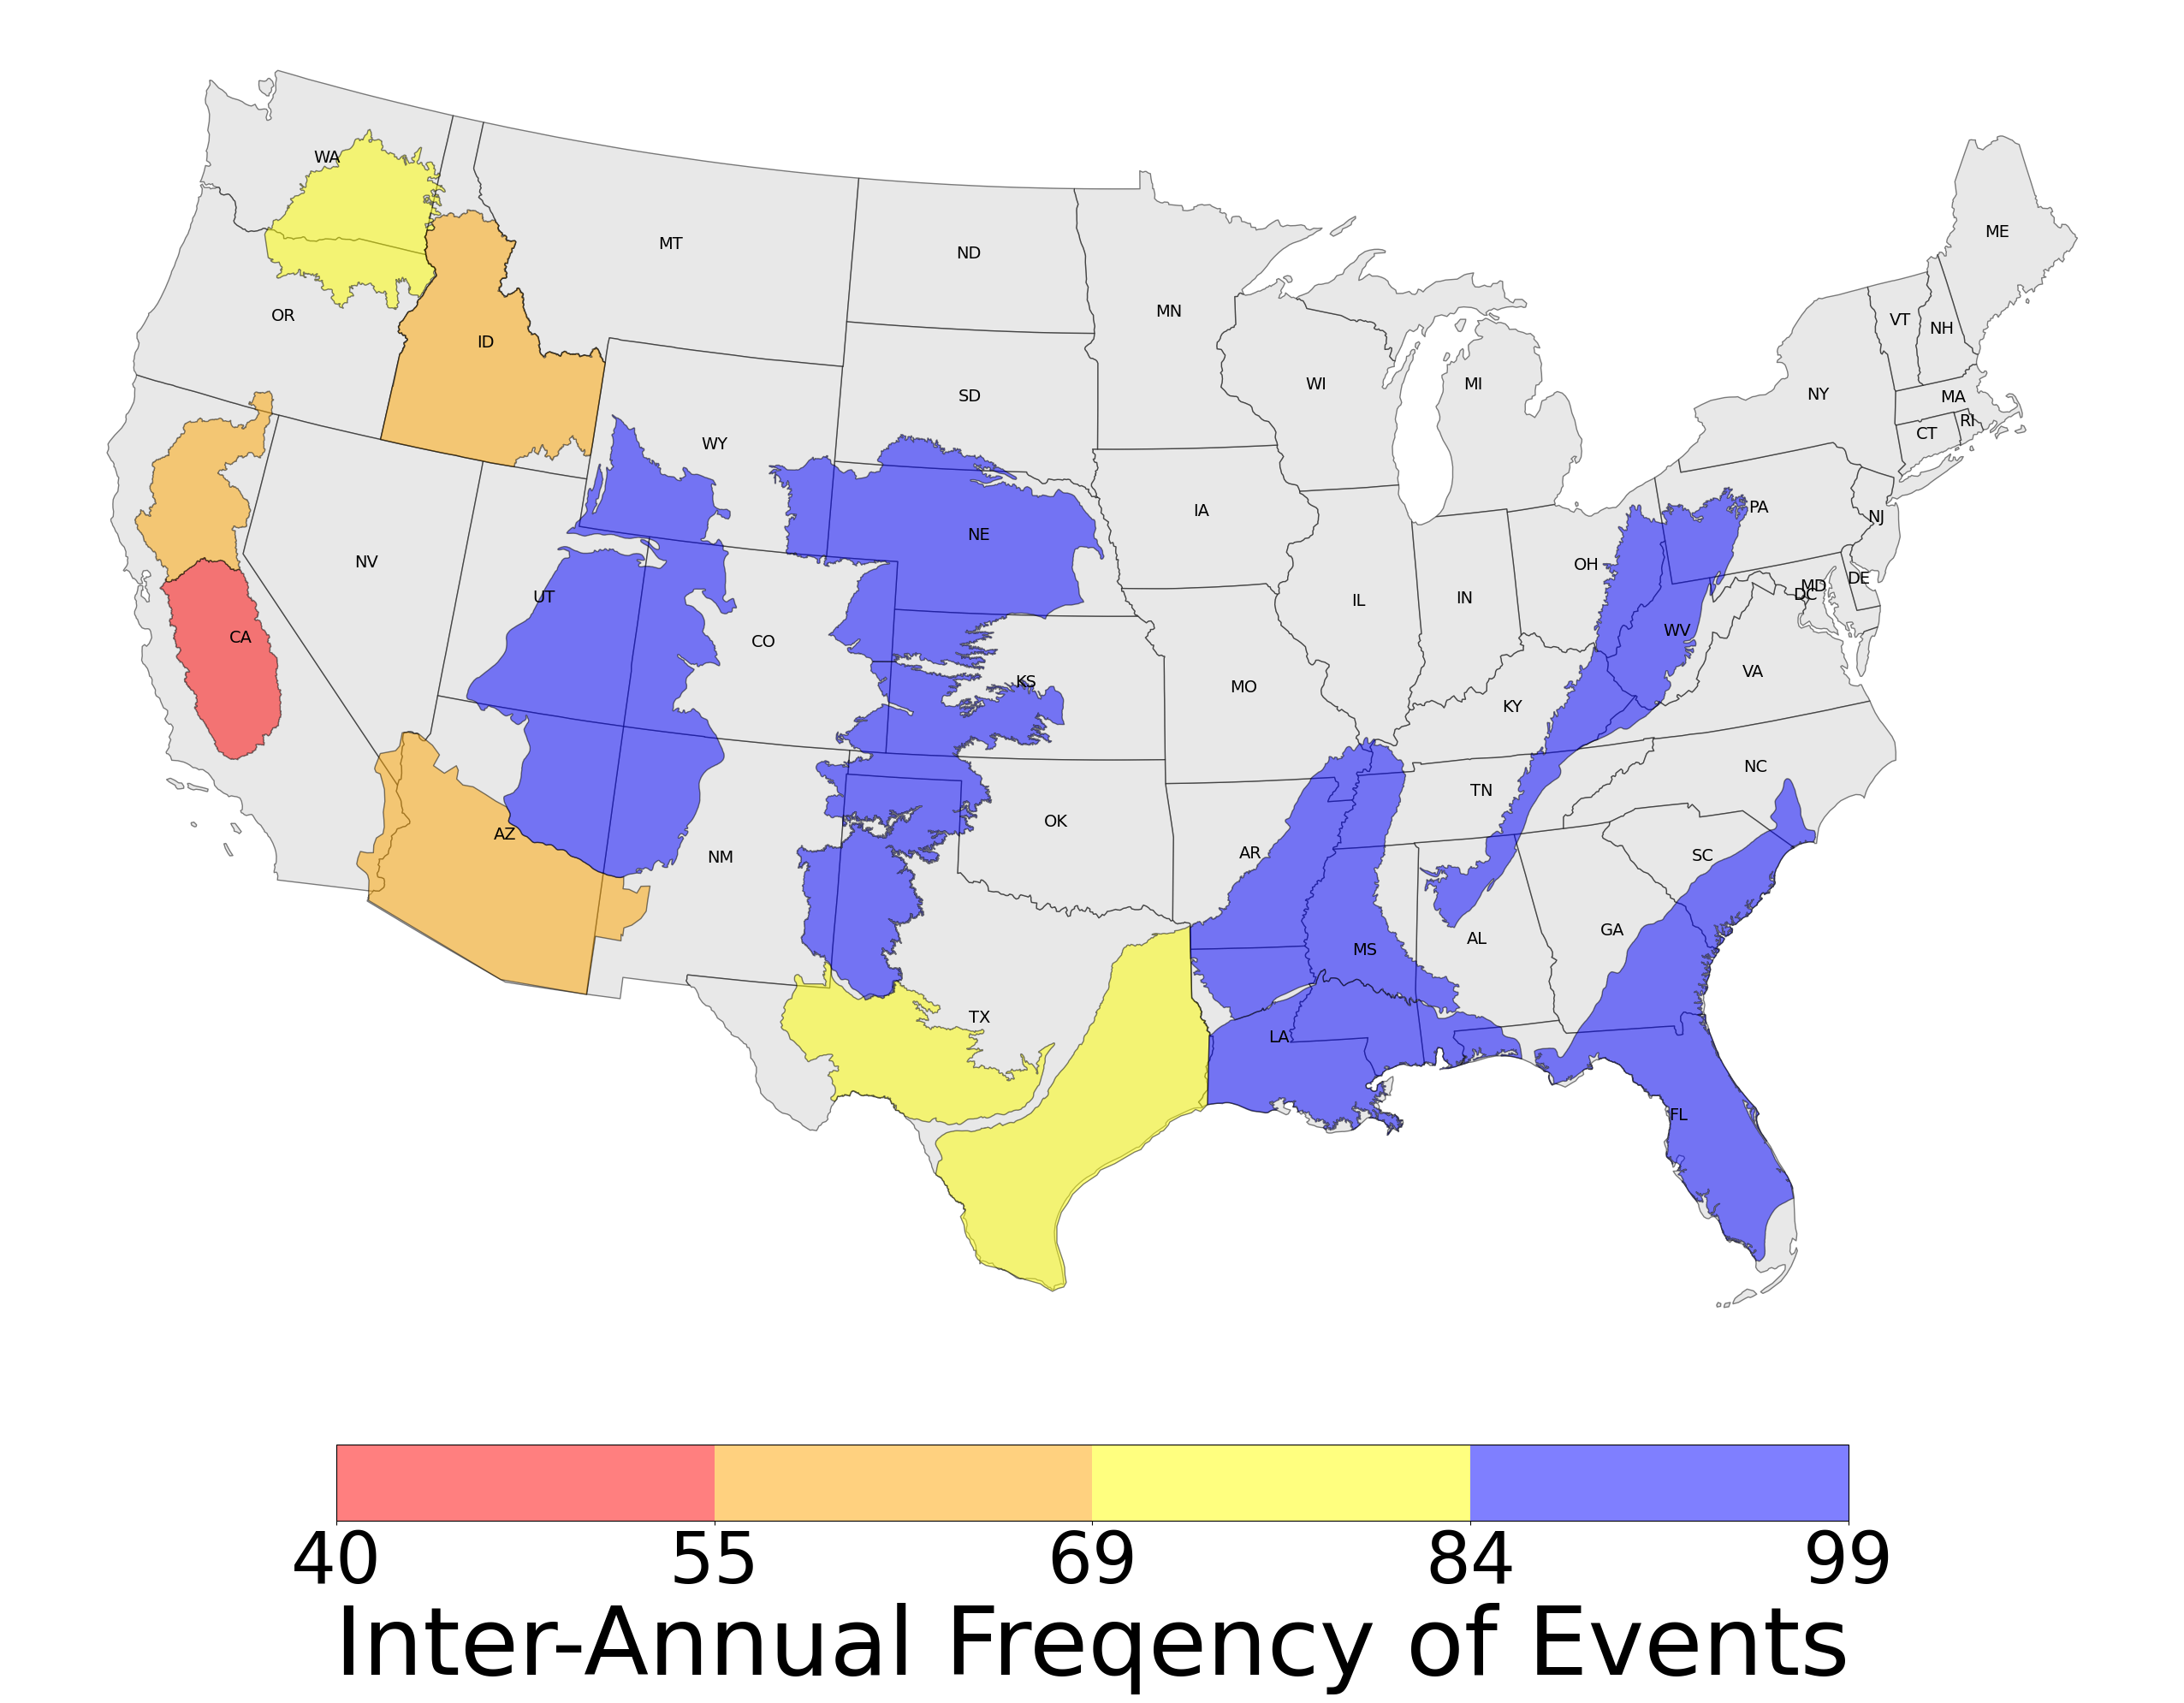 WA
MT
ND
ME
MN
OR
ID
VT
NH
WI
MI
SD
NY
MA
RI
CT
WY
IA
PA
NJ
NE
NV
OH
UT
IL
IN
DE
MD
DC
CA
CO
WV
KS
MO
VA
KY
NC
TN
OK
AZ
NM
AR
SC
GA
AL
MS
TX
LA
FL
40 55 69 84 99
Inter-Annual Freqency of Events